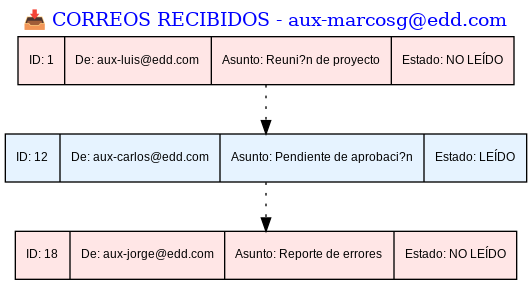 📥 CORREOS RECIBIDOS - aux-marcosg@edd.com
ID: 1 De: aux-luis@edd.com Asunto: Reuni?n de proyecto Estado: NO LEÍDO
ID: 12 De: aux-carlos@edd.com Asunto: Pendiente de aprobaci?n Estado: LEÍDO
ID: 18 De: aux-jorge@edd.com Asunto: Reporte de errores Estado: NO LEÍDO